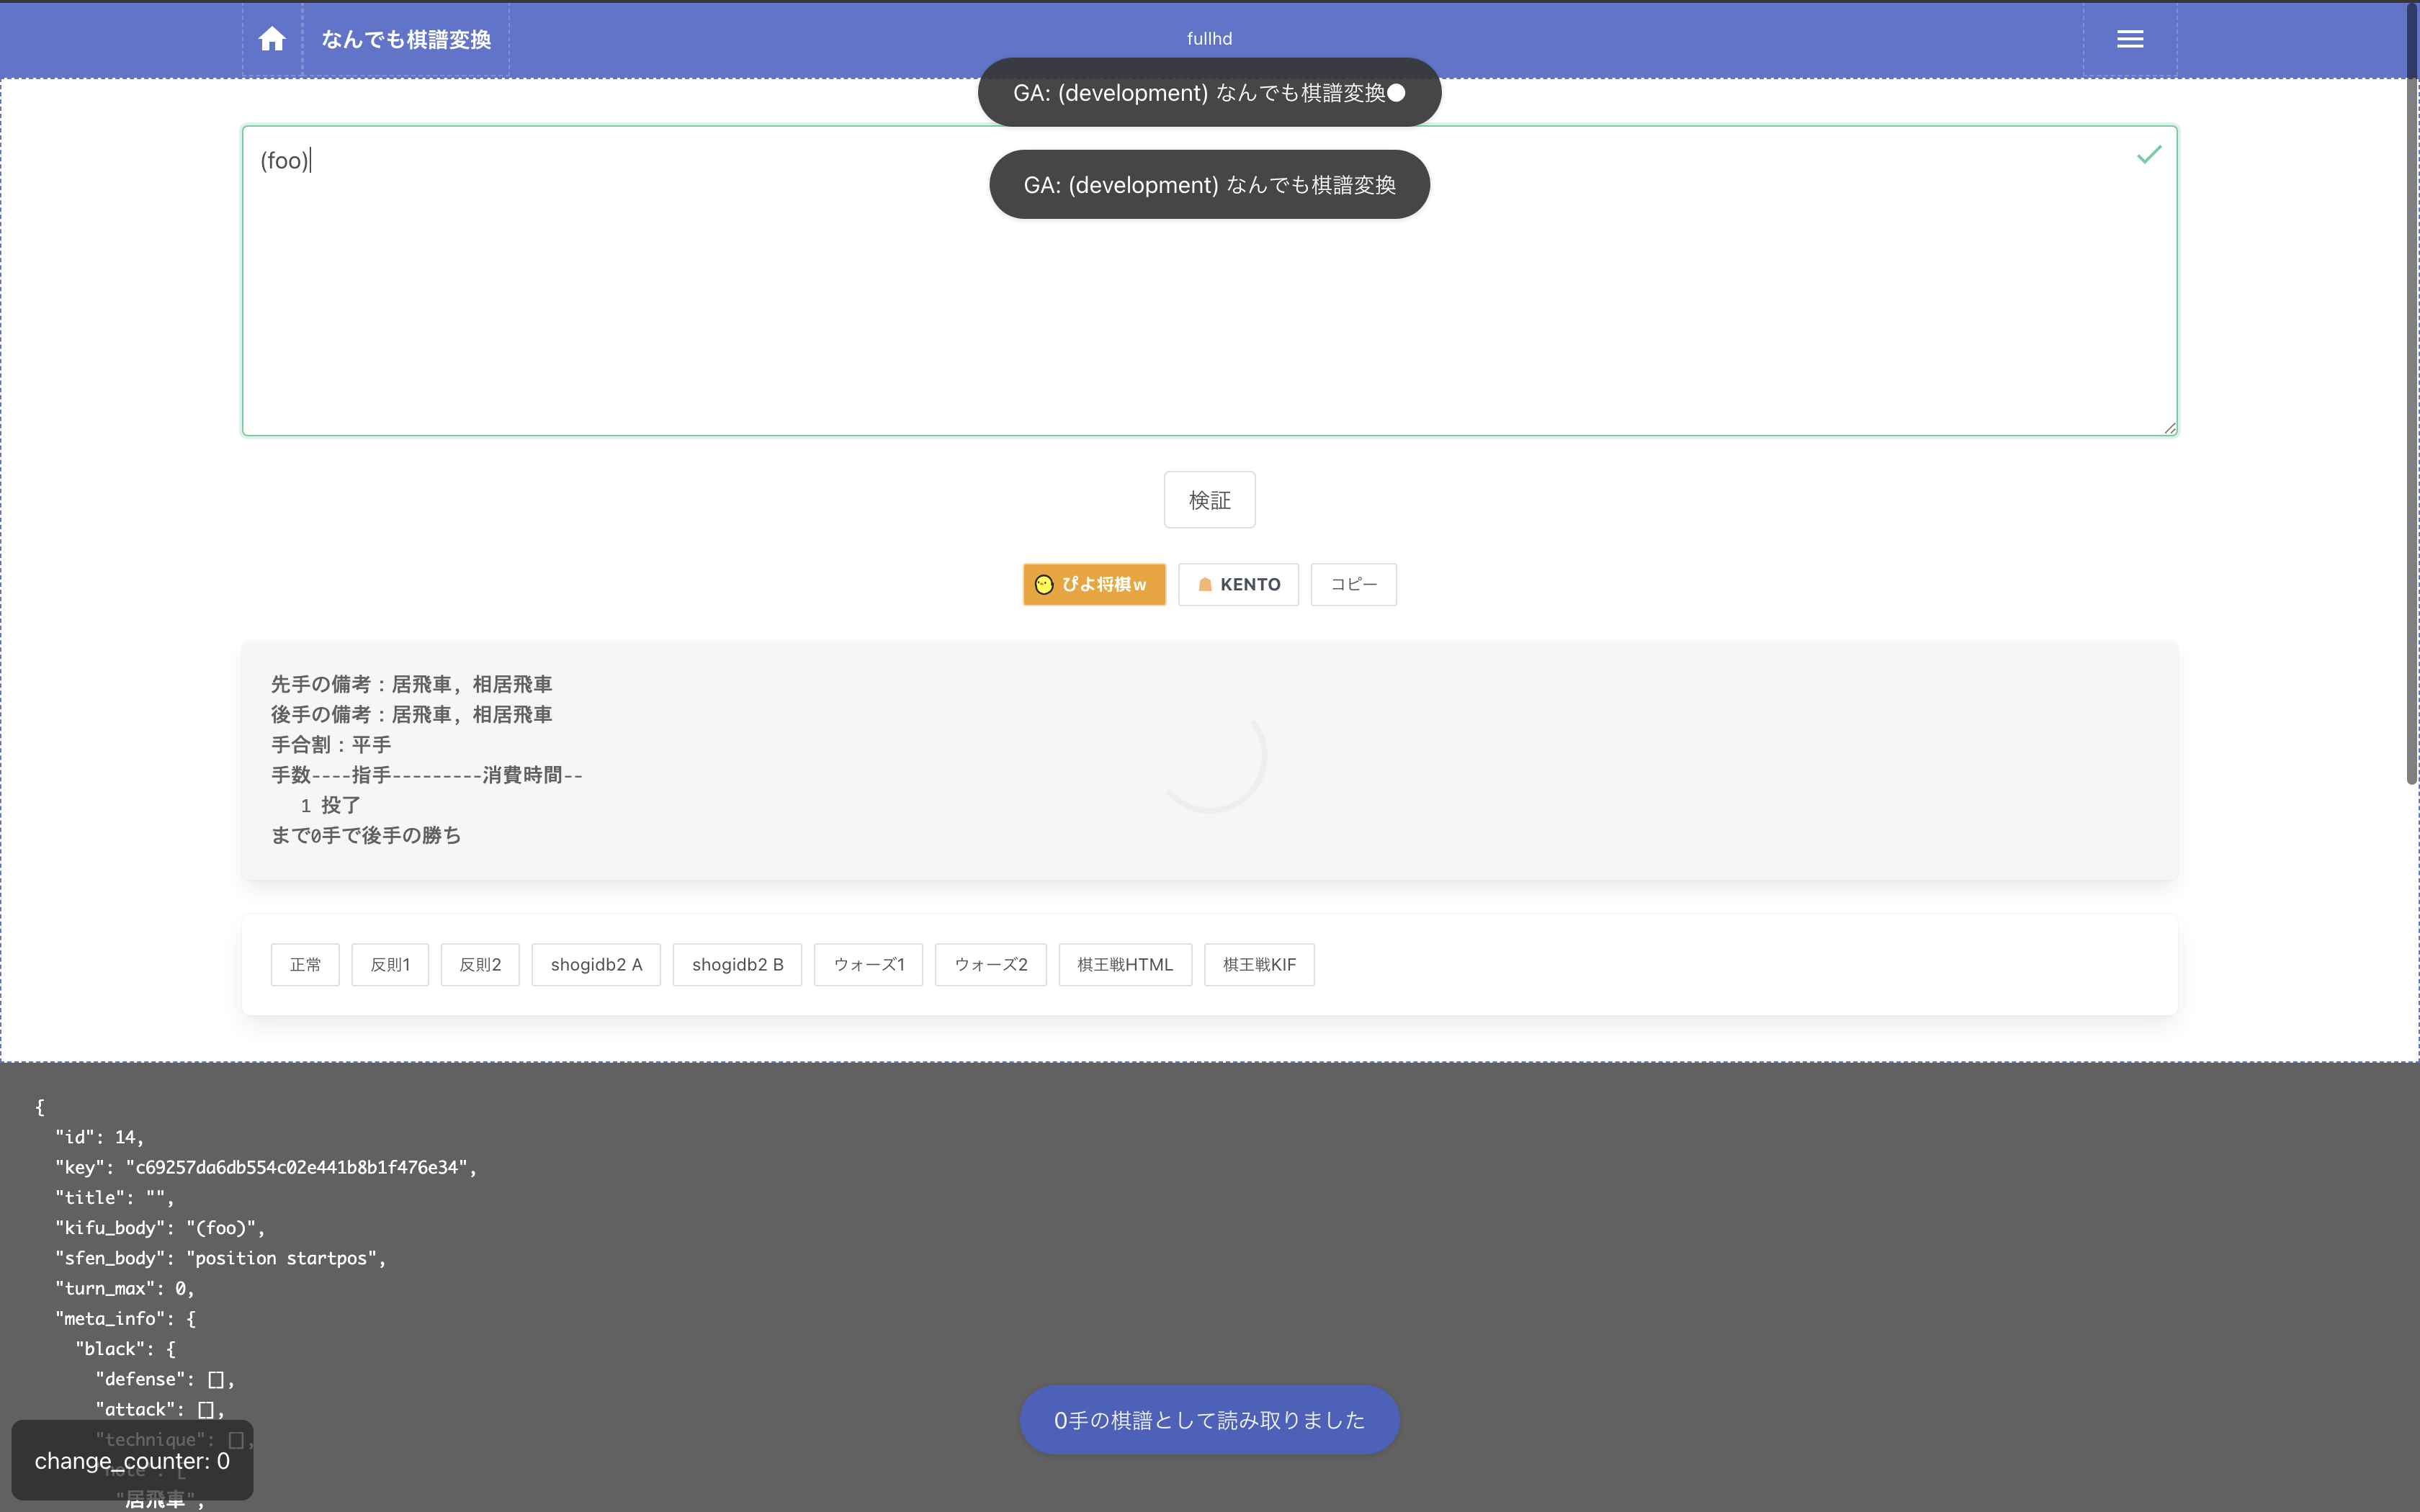 なんでも棋譜変換
fullhd
GA: (development) なんでも棋譜変換
(foo)
GA: (development) なんでも棋譜変換
検証
ぴよ将棋w
KENTO
コピー
先手の備考：居飛車, 相居飛車
後手の備考：居飛車, 相居飛車
手合割：平手
手数----指手---------消費時間--
1 投了
まで0手で後手の勝ち
正常
反則1
反則2
shogidb2 A
shogidb2 B
ウォーズ1
ウォーズ2
棋王戦HTML
棋王戦KIF
{
"id": 14,
"key": "c69257da6db554c02e441b8b1f476e34",
"title": "",
"kifu_body": "(foo)",
"sfen_body": "position startpos",
"turn_max": 0,
"meta_info": {
"black": {
"defense": [],
"attack": [],
"technique": [],
"note": [
"居飛車",
change_counter: 0
0手の棋譜として読み取りました